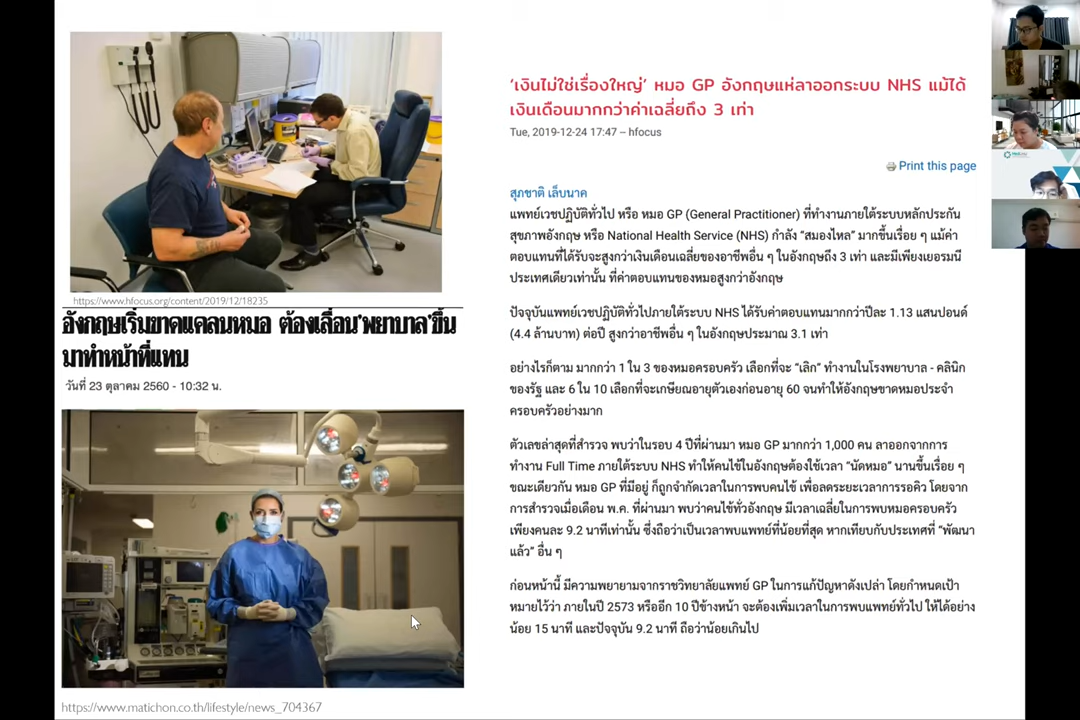 https://www.hfocus.org/content/2019/12/18235
อังกฤษเริ่มขาดแคลนหมอ ต้องเลื่อน'พยาบาล'ขึ้น
มาทำหน้าที่แทน
วันที่ 23 ตุลาคม 2560 - 10:32 น.
https://www.matichon.co.th/lifestyle/news_704367
'เงินไม่ใช่เรื่องใหญ่' หมอ GP อังกฤษแห่ลาออกระบบ NHS แม้ได้
เงินเดือนมากกว่าค่าเฉลี่ยถึง 3 เท่า
Tue, 2019-12-24 17:47 -- hfocus
Print this page
สุภชาติ เล็บนาค
แพทย์เวชปฏิบัติทั่วไป หรือ หมอ GP (General Practitioner) ที่ทำงานภายใต้ระบบหลักประกัน
สุขภาพอังกฤษ หรือ National Health Service (NHS) กำลัง "สมองไหล" มากขึ้นเรื่อย ๆ แม้ค่า
ตอบแทนที่ได้รับจะสูงกว่าเงินเดือนเฉลี่ยของอาชีพอื่น ๆ ในอังกฤษถึง 3 เท่า และมีเพียงเยอรมนี
ประเทศเดียวเท่านั้น ที่ค่าตอบแทนของหมอสูงกว่าอังกฤษ
ปัจจุบันแพทย์เวชปฏิบัติทั่วไปภายใต้ระบบ NHS ได้รับค่าตอบแทนมากกว่าปีละ 1.13 แสนปอนด์
(4.4 ล้านบาท) ต่อปี สูงกว่าอาชีพอื่น ๆ ในอังกฤษประมาณ 3.1 เท่า
อย่างไรก็ตาม มากกว่า 1 ใน 3 ของหมอครอบครัว เลือกที่จะ "เลิก" ทำงานในโรงพยาบาล - คลินิก
ของรัฐ และ 6 ใน 10 เลือกที่จะเกษียณอายุตัวเองก่อนอายุ 60 จนทำให้อังกฤษขาดหมอประจำ
ครอบครัวอย่างมาก
ตัวเลขล่าสุดที่สำรวจ พบว่าในรอบ 4 ปีที่ผ่านมา หมอ GP มากกว่า 1,000 คน ลาออกจากการ
ทำงาน Full Time ภายใต้ระบบ NHS ทำให้คนไข้ในอังกฤษต้องใช้เวลา "นัดหมอ" นานขึ้นเรื่อย ๆ
ขณะเดียวกัน หมอ GP ที่มีอยู่ ก็ถูกจำกัดเวลาในการพบคนไข้ เพื่อลดระยะเวลาการรอคิว โดยจาก
การสำรวจเมื่อเดือน พ.ค. ที่ผ่านมา พบว่าคนไข้ทั่วอังกฤษ มีเวลาเฉลี่ยในการพบหมอครอบครัว
เพียงคนละ 9.2 นาทีเท่านั้น ซึ่งถือว่าเป็นเวลาพบแพทย์ที่น้อยที่สุด หากเทียบกับประเทศที่ "พัฒนา
แล้ว" อื่น ๆ
ก่อนหน้านี้ มีความพยายามจากราชวิทยาลัยแพทย์ GP ในการแก้ปัญหาดังเปล่า โดยกำหนดเป้า
หมายไว้ว่า ภายในปี 2573 หรืออีก 10 ปีข้างหน้า จะต้องเพิ่มเวลาในการพบแพทย์ทั่วไป ให้ได้อย่าง
น้อย 15 นาที และปัจจุบัน 9.2 นาที ถือว่าน้อยเกินไป